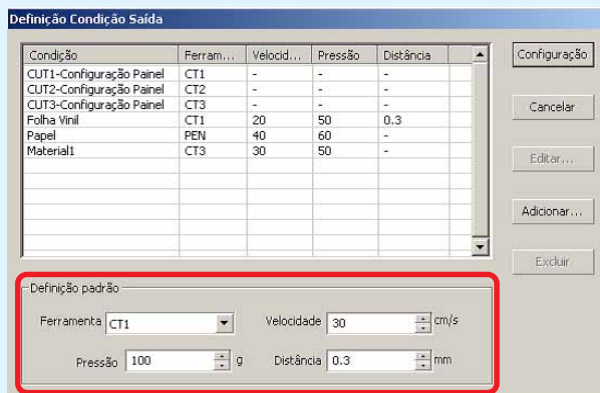 Definição Condição Saída
Condição Ferram... Velocid... Pressão Distância
CUT1-Configuração Painel CT1 - - -
CUT2-Configuração Painel CT2 - - -
CUT3-Configuração Painel CT3 - - -
Folha Vinil CT1 20 50 0.3
Papel PEN 40 60 -
Material1 CT3 30 50 -
Configuração
Cancelar
Editar...
Adicionar...
Excluir
Definição padrão
Ferramenta CT1 Velocidade 30 cm/s
Pressão 100 g Distância 0.3 mm